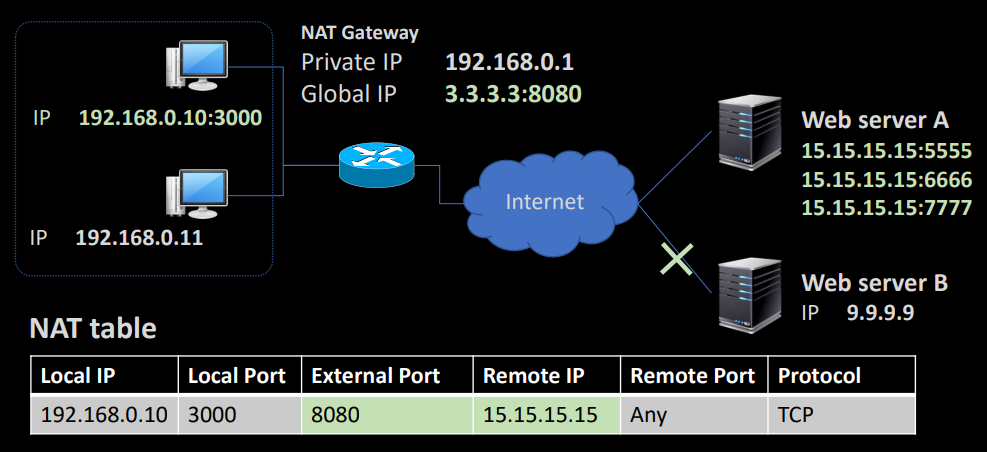 NAT Gateway
Private IP 192.168.0.1
Global IP 3.3.3.3:8080
IP 192.168.0.10:3000
IP 192.168.0.11
Internet
Web server A
15.15.15.15:5555
15.15.15.15:6666
15.15.15.15:7777
Web server B
IP 9.9.9.9
NAT table
Local IP Local Port External Port Remote IP Remote Port Protocol
192.168.0.10 3000 8080 15.15.15.15 Any TCP